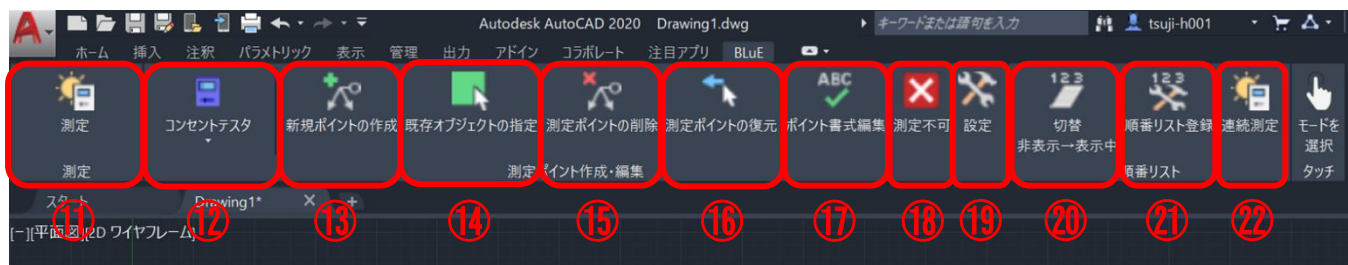 Autodesk AutoCAD 2020 Drawing1.dwg キーワードまたは語句を入力 tsuji-h001
ホーム 挿入 注釈 パラメトリック 表示 管理 出力 アドイン コラボレート 注目アプリ BLuE
ABC 123 123
測定 コンセントテスタ 新規ポイントの作成 既存オブジェクトの指定 測定ポイントの削除 測定ポイントの復元 ポイント書式編集 測定不可 設定 切替 順番リスト登録 連続測定 モードを
非表示→表示中 選択
測定 測定ポイント作成・編集 順番リスト タッチ
スタート Drawing1* × +
⑪ ⑫ ⑬ ⑭ ⑮ ⑯ ⑰ ⑱ ⑲ ⑳ ㉑ ㉒
[-][平面図][2D ワイヤフレーム]